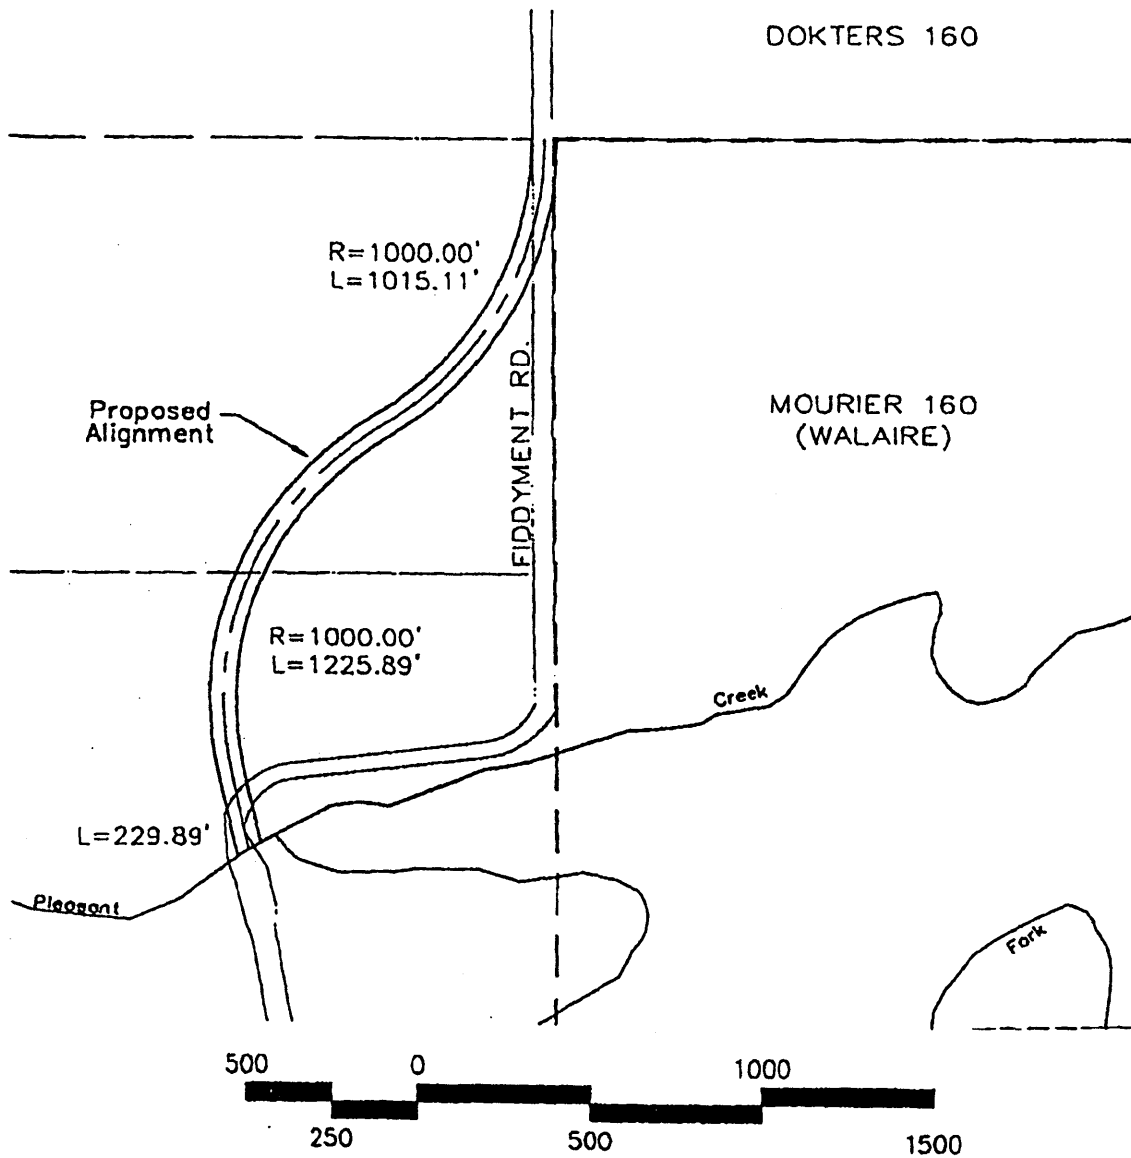 DOKTERS 160
R=1000.00'
L=1015.11'
FIDDYMENT RD.
Proposed
Alignment
MOURIER 160
(WALAIRE)
R=1000.00'
L=1225.89'
Creek
L=229.89'
Pleasant
Fork
500 0 1000
250 500 1500